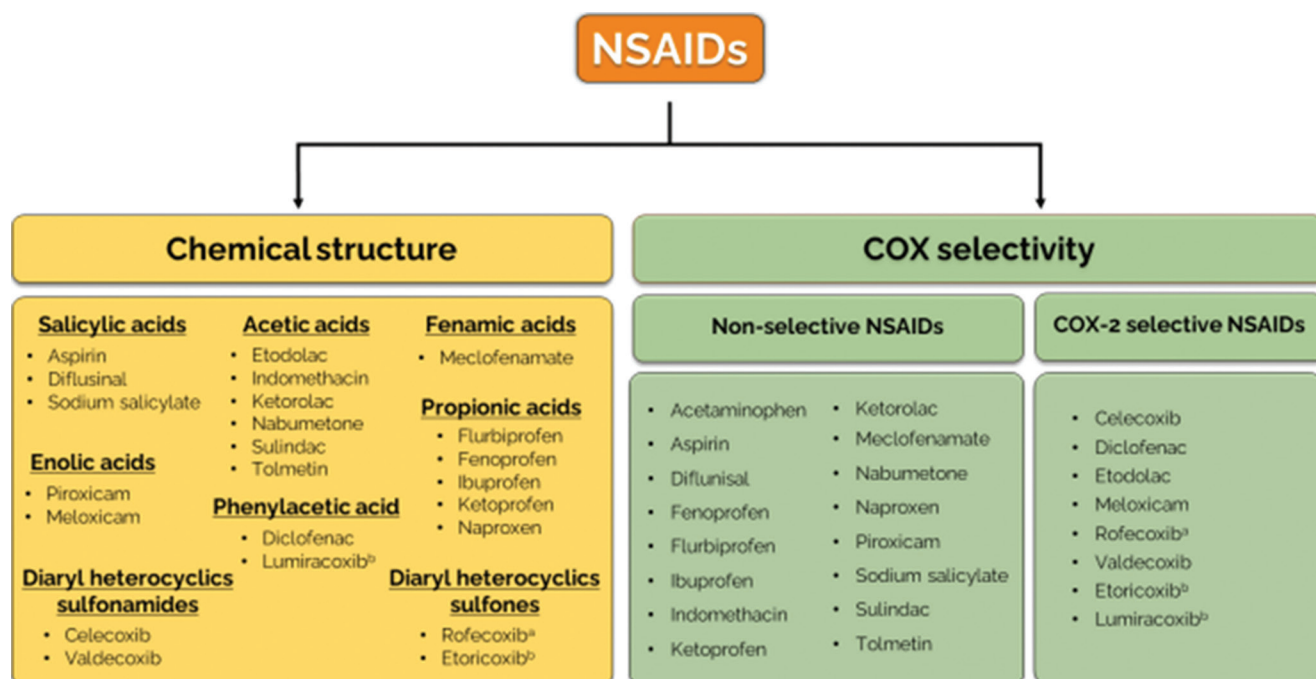 NSAIDs
Chemical structure
Salicylic acids
• Aspirin
• Diflusinal
• Sodium salicylate
Enolic acids
• Piroxicam
• Meloxicam
Diaryl heterocyclics
sulfonamides
• Celecoxib
• Valdecoxib
Acetic acids
• Etodolac
• Indomethacin
• Ketorolac
• Nabumetone
• Sulindac
• Tolmetin
Phenylacetic acid
• Diclofenac
• Lumiracoxibᵇ
Fenamic acids
• Meclofenamate
Propionic acids
• Flurbiprofen
• Fenoprofen
• Ibuprofen
• Ketoprofen
• Naproxen
Diaryl heterocyclics
sulfones
• Rofecoxibᵃ
• Etoricoxibᵇ
COX selectivity
Non-selective NSAIDs
• Acetaminophen
• Aspirin
• Diflunisal
• Fenoprofen
• Flurbiprofen
• Ibuprofen
• Indomethacin
• Ketoprofen
• Ketorolac
• Meclofenamate
• Nabumetone
• Naproxen
• Piroxicam
• Sodium salicylate
• Sulindac
• Tolmetin
COX-2 selective NSAIDs
• Celecoxib
• Diclofenac
• Etodolac
• Meloxicam
• Rofecoxibᵃ
• Valdecoxib
• Etoricoxibᵇ
• Lumiracoxibᵇ